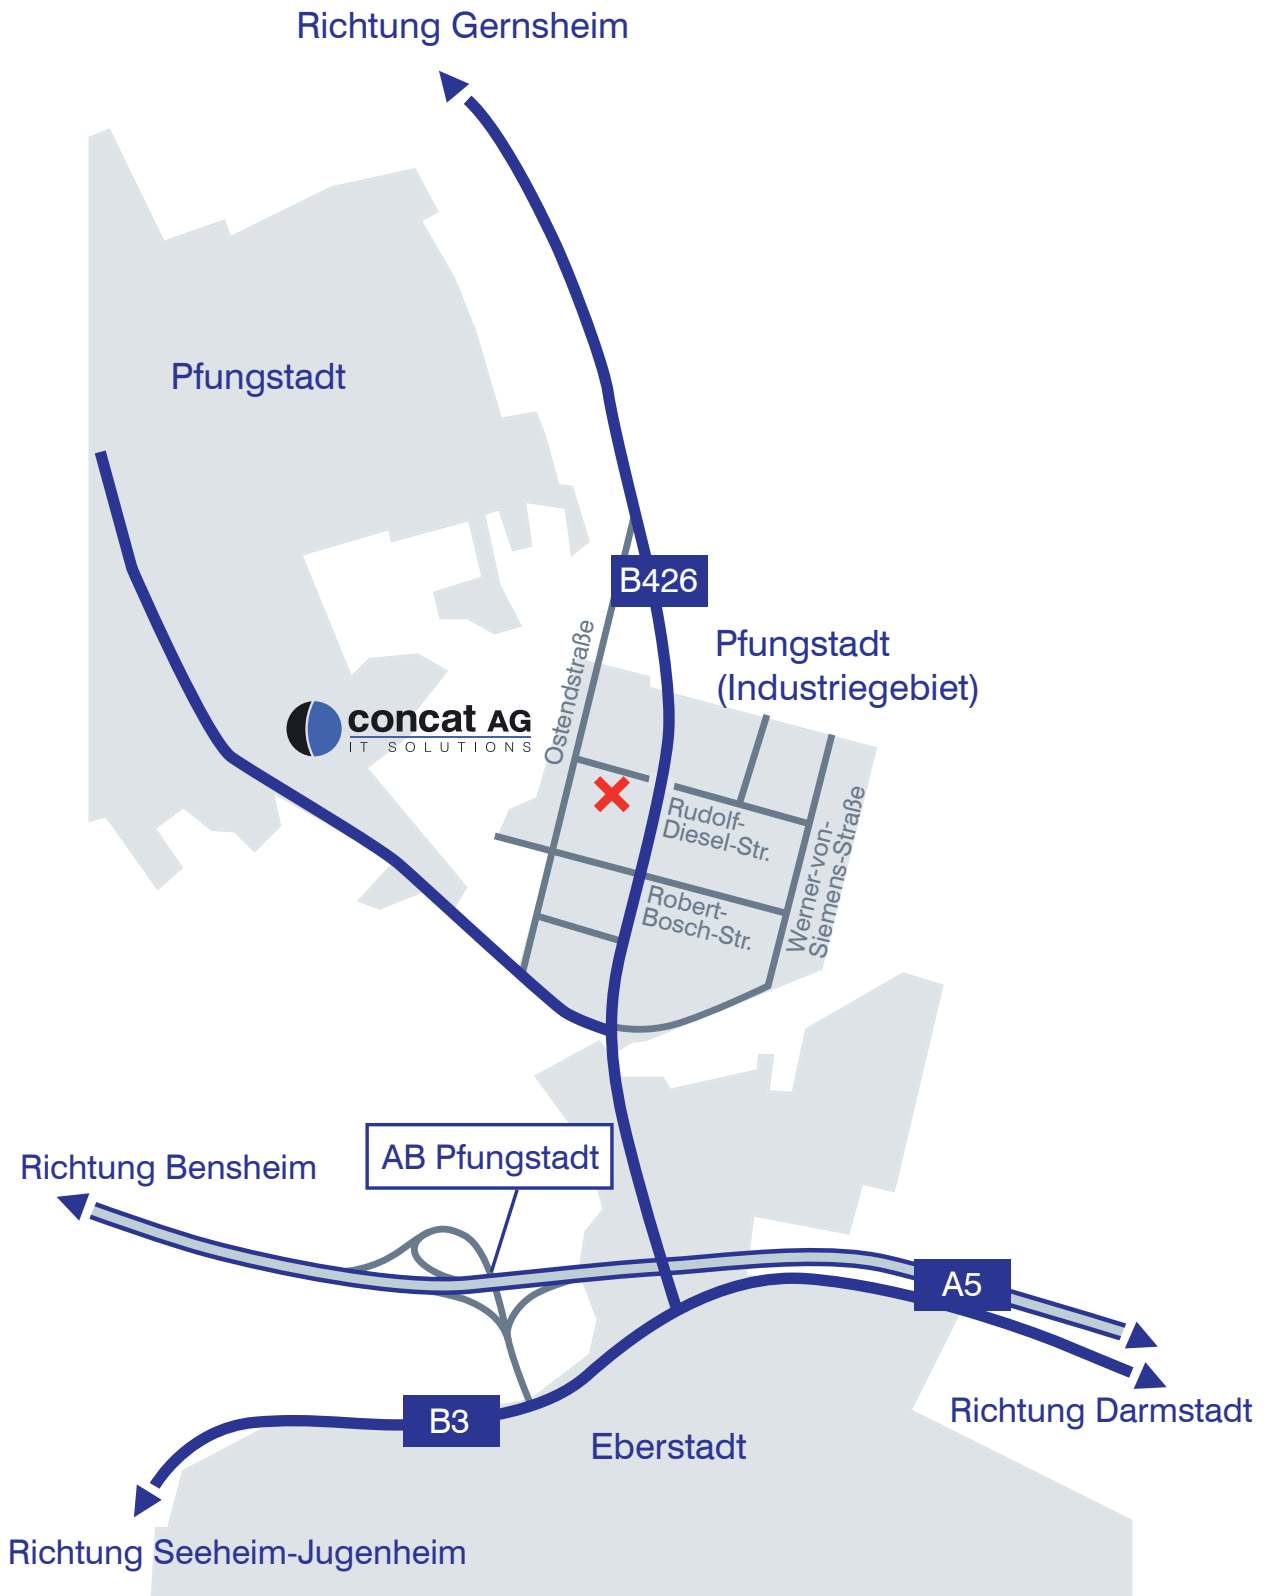 Richtung Gernsheim
Pfungstadt
B426
Ostendstraße
Pfungstadt
(Industriegebiet)
concat AG
IT SOLUTIONS
Rudolf-
Diesel-Str.
Werner-von-
Siemens-Straße
Robert-
Bosch-Str.
AB Pfungstadt
Richtung Bensheim
A5
Richtung Darmstadt
B3
Eberstadt
Richtung Seeheim-Jugenheim